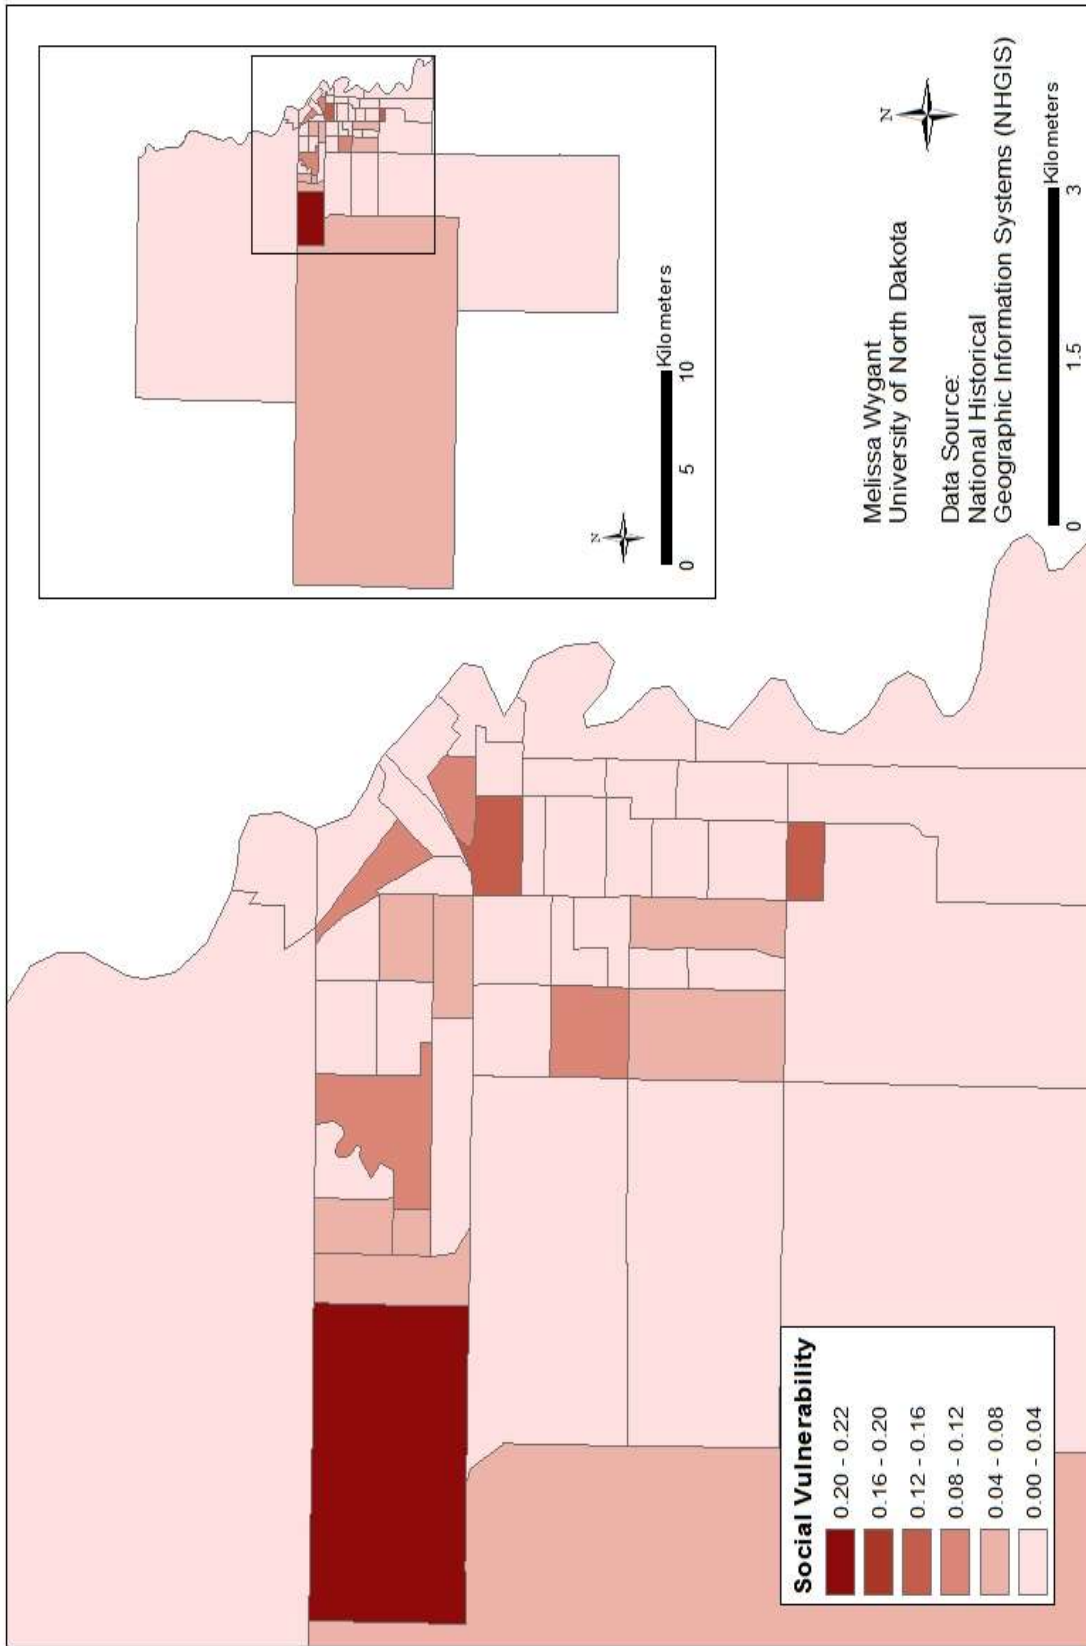 N
0
5
10
Kilometers
N
Melissa Wygant
University of North Dakota
Data Source:
National Historical
Geographic Information Systems (NHGIS)
0
1.5
3
Kilometers
Social Vulnerability
0.20 - 0.22
0.16 - 0.20
0.12 - 0.16
0.08 - 0.12
0.04 - 0.08
0.00 - 0.04